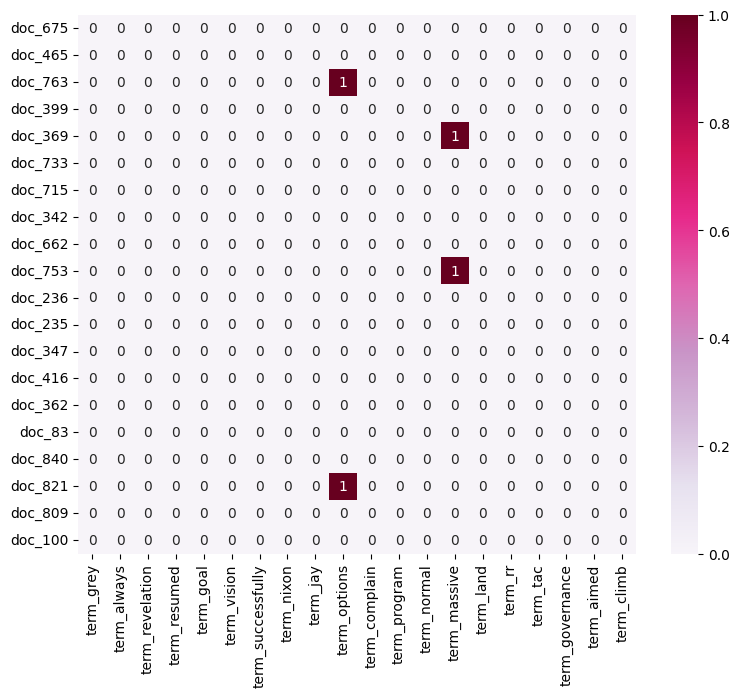 doc_675 0 0 0 0 0 0 0 0 0 0 0 0 0 0 0 0 0 0 0 0 1.0
doc_465 0 0 0 0 0 0 0 0 0 0 0 0 0 0 0 0 0 0 0 0
doc_763 0 0 0 0 0 0 0 0 0 1 0 0 0 0 0 0 0 0 0 0
doc_399 0 0 0 0 0 0 0 0 0 0 0 0 0 0 0 0 0 0 0 0
doc_369 0 0 0 0 0 0 0 0 0 0 0 0 0 1 0 0 0 0 0 0 0.8
doc_733 0 0 0 0 0 0 0 0 0 0 0 0 0 0 0 0 0 0 0 0
doc_715 0 0 0 0 0 0 0 0 0 0 0 0 0 0 0 0 0 0 0 0
doc_342 0 0 0 0 0 0 0 0 0 0 0 0 0 0 0 0 0 0 0 0 0.6
doc_662 0 0 0 0 0 0 0 0 0 0 0 0 0 0 0 0 0 0 0 0
doc_753 0 0 0 0 0 0 0 0 0 0 0 0 0 1 0 0 0 0 0 0
doc_236 0 0 0 0 0 0 0 0 0 0 0 0 0 0 0 0 0 0 0 0
doc_235 0 0 0 0 0 0 0 0 0 0 0 0 0 0 0 0 0 0 0 0
doc_347 0 0 0 0 0 0 0 0 0 0 0 0 0 0 0 0 0 0 0 0 0.4
doc_416 0 0 0 0 0 0 0 0 0 0 0 0 0 0 0 0 0 0 0 0
doc_362 0 0 0 0 0 0 0 0 0 0 0 0 0 0 0 0 0 0 0 0
doc_83 0 0 0 0 0 0 0 0 0 0 0 0 0 0 0 0 0 0 0 0
doc_840 0 0 0 0 0 0 0 0 0 0 0 0 0 0 0 0 0 0 0 0 0.2
doc_821 0 0 0 0 0 0 0 0 0 1 0 0 0 0 0 0 0 0 0 0
doc_809 0 0 0 0 0 0 0 0 0 0 0 0 0 0 0 0 0 0 0 0
doc_100 0 0 0 0 0 0 0 0 0 0 0 0 0 0 0 0 0 0 0 0 0.0
term_grey
term_always
term_revelation
term_resumed
term_goal
term_vision
term_successfully
term_nixon
term_jay
term_options
term_complain
term_program
term_normal
term_massive
term_land
term_rr
term_tac
term_governance
term_aimed
term_climb